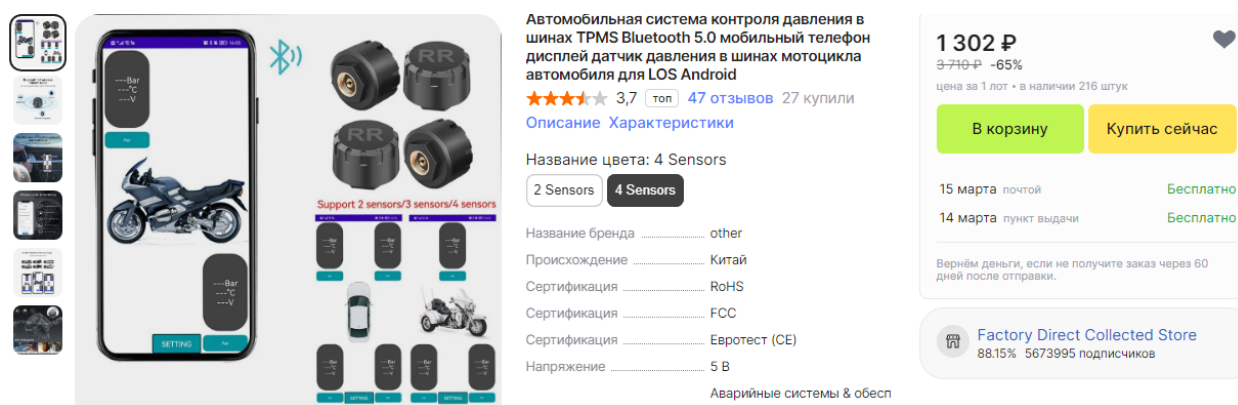 Автомобильная система контроля давления в
шинах TPMS Bluetooth 5.0 мобильный телефон
дисплей датчик давления в шинах мотоцикла
автомобиля для LOS Android
3,7 топ 47 отзывов 27 купили
Описание Характеристики
Название цвета: 4 Sensors
2 Sensors 4 Sensors
Название бренда other
Происхождение Китай
Сертификация RoHS
Сертификация FCC
Сертификация Евротест (CE)
Напряжение 5 В
Аварийные системы & обесп
1 302 ₽
3 710 ₽ -65%
цена за 1 лот • в наличии 216 штук
В корзину Купить сейчас
15 марта почтой Бесплатно
14 марта пункт выдачи Бесплатно
Вернём деньги, если не получите заказ через 60
дней после отправки.
Factory Direct Collected Store
88.15% 5673995 подписчиков
---Bar
---°C
---V
---Bar
---°C
---V
SETTING
RR
RR
Support 2 sensors/3 sensors/4 sensors